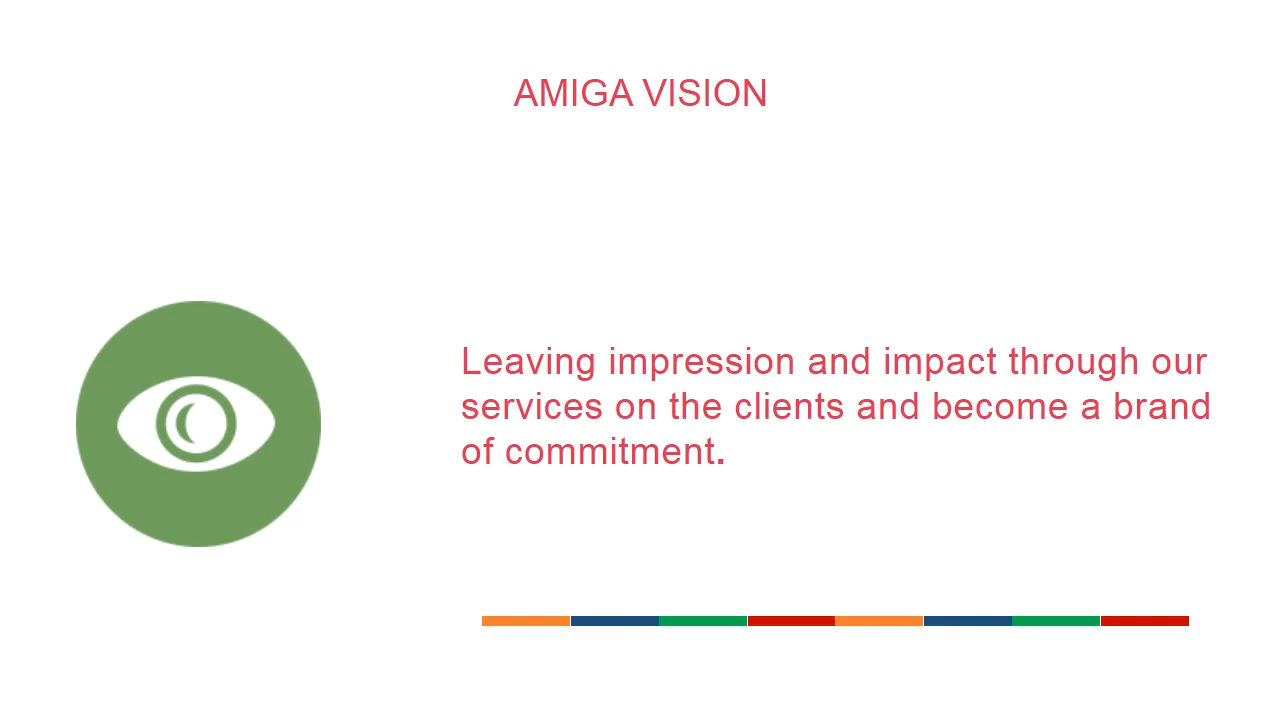 AMIGA VISION
Leaving impression and impact through our
services on the clients and become a brand
of commitment.